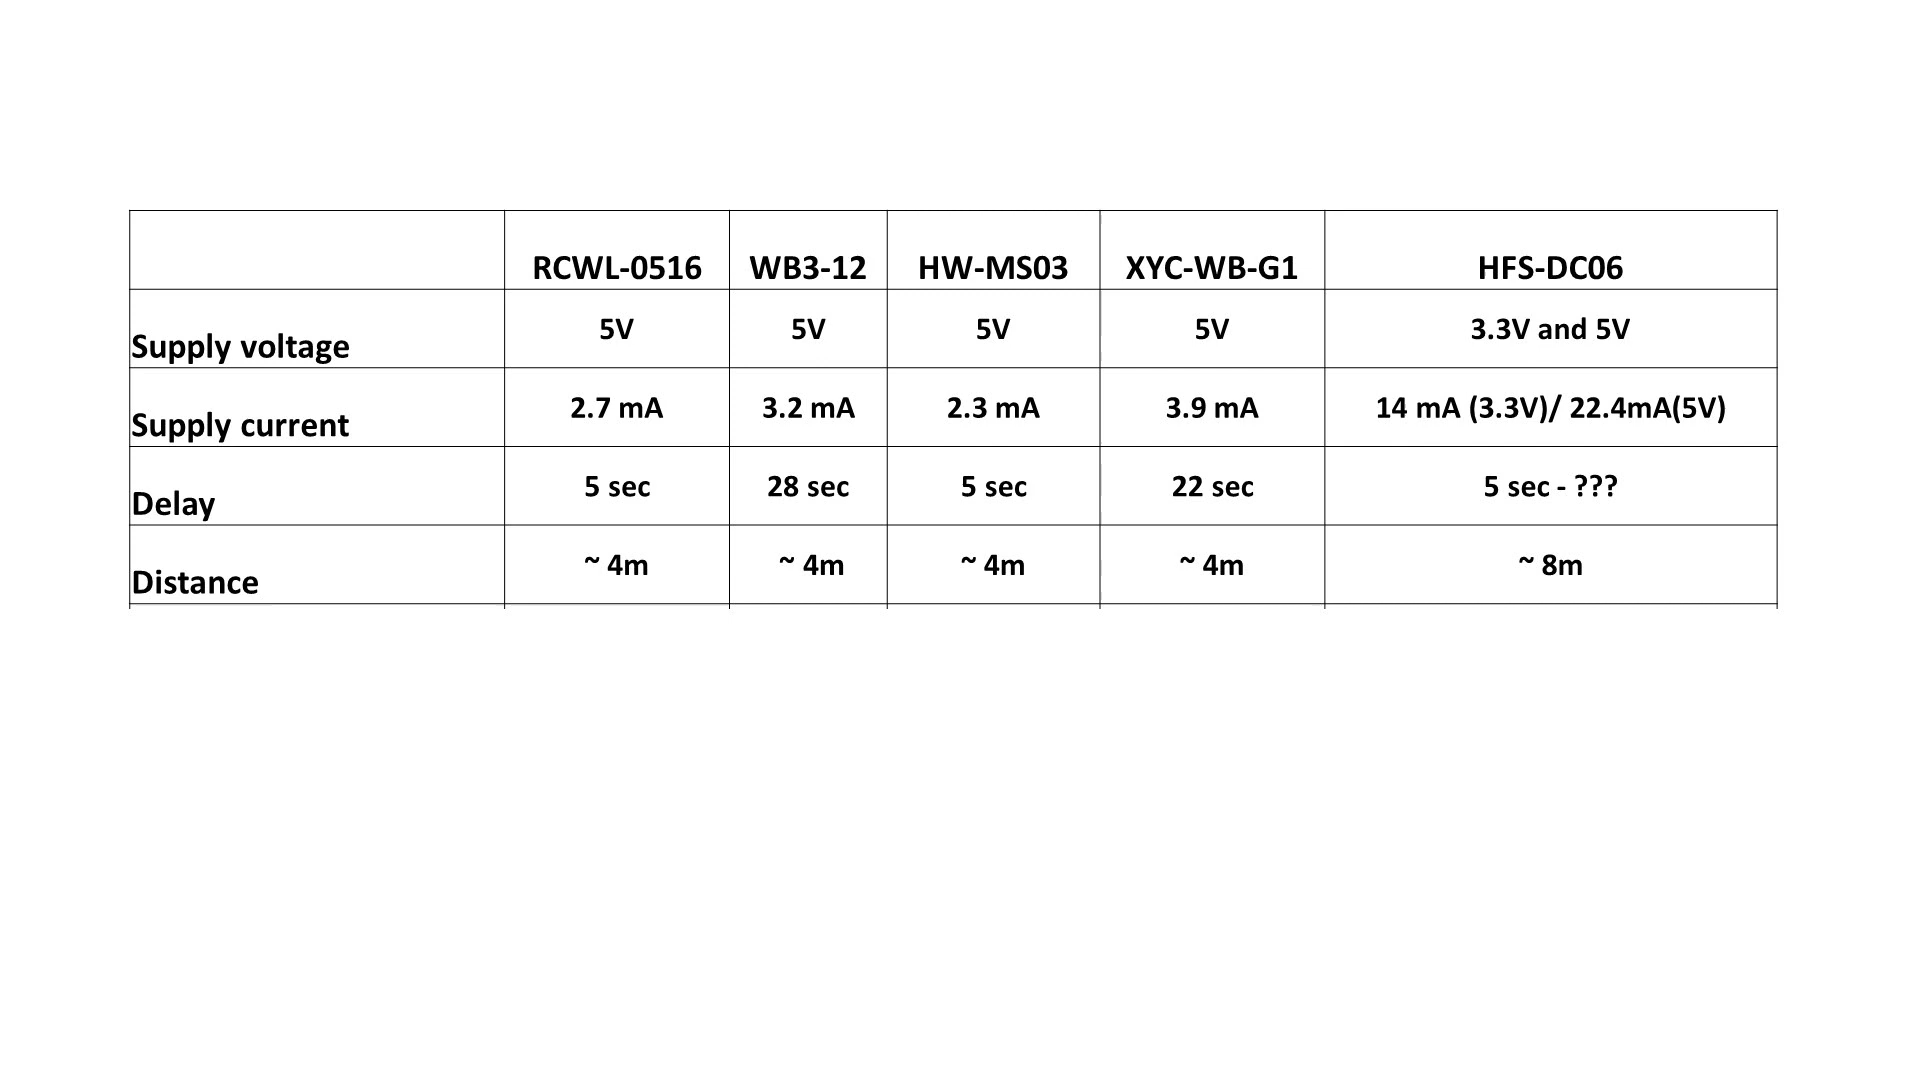 RCWL-0516 WB3-12 HW-MS03 XYC-WB-G1 HFS-DC06
Supply voltage 5V 5V 5V 5V 3.3V and 5V
Supply current 2.7 mA 3.2 mA 2.3 mA 3.9 mA 14 mA (3.3V)/ 22.4mA(5V)
Delay 5 sec 28 sec 5 sec 22 sec 5 sec - ???
Distance ~ 4m ~ 4m ~ 4m ~ 4m ~ 8m